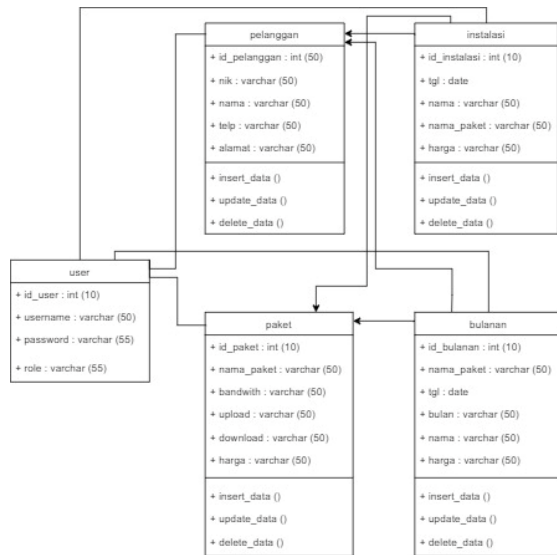 pelanggan
+ id_pelanggan : int (50)
+ nik : varchar (50)
+ nama : varchar (50)
+ telp : varchar (50)
+ alamat : varchar (50)
+ insert_data ()
+ update_data ()
+ delete_data ()
instalasi
+ id_instalasi : int (10)
+ tgl : date
+ nama : varchar (50)
+ nama_paket : varchar (50)
+ harga : varchar (50)
+ insert_data ()
+ update_data ()
+ delete_data ()
user
+ id_user : int (10)
+ username : varchar (50)
+ password : varchar (55)
+ role : varchar (55)
paket
+ id_paket : int (10)
+ nama_paket : varchar (50)
+ bandwith : varchar (50)
+ upload : varchar (50)
+ download : varchar (50)
+ harga : varchar (50)
+ insert_data ()
+ update_data ()
+ delete_data ()
bulanan
+ id_bulanan : int (10)
+ nama_paket : varchar (50)
+ tgl : date
+ bulan : varchar (50)
+ nama : varchar (50)
+ harga : varchar (50)
+ insert_data ()
+ update_data ()
+ delete_data ()